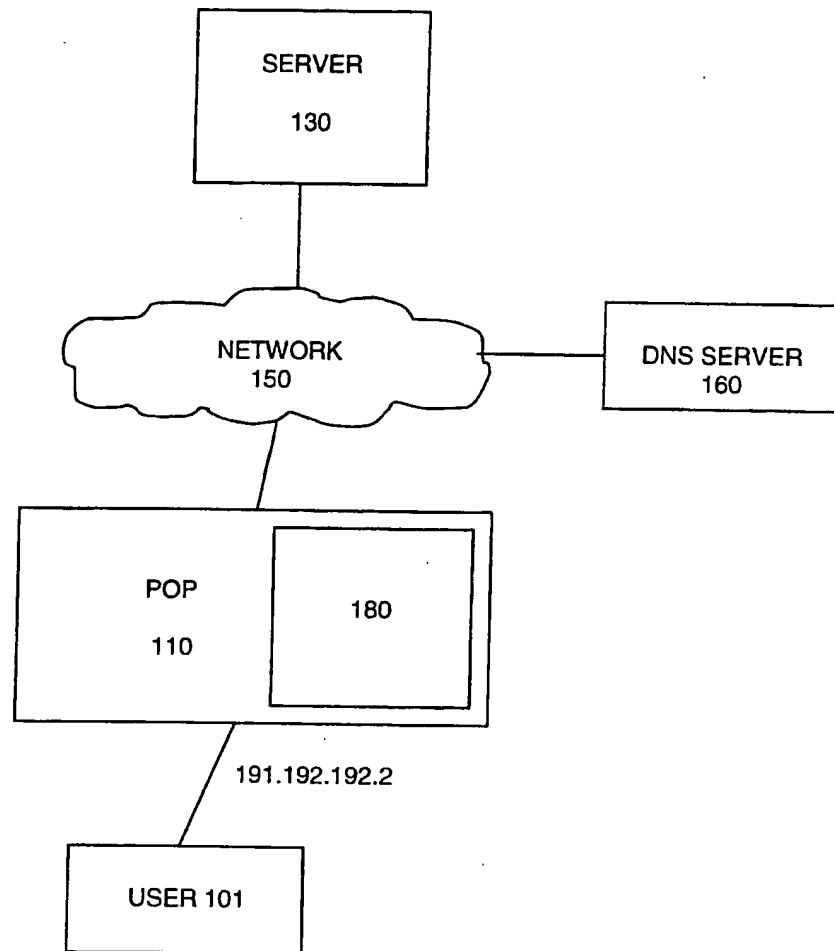 SERVER
130
NETWORK
150
DNS SERVER
160
POP
110
180
191.192.192.2
USER 101